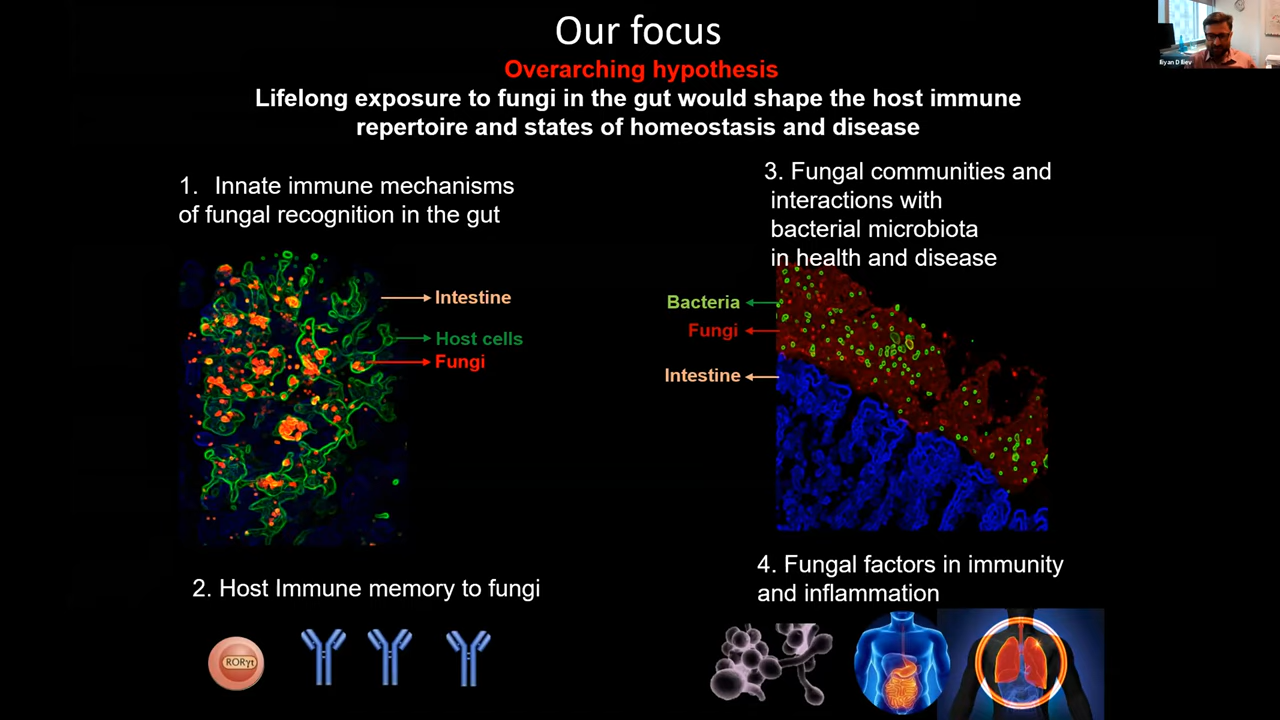 Our focus
Overarching hypothesis
Lifelong exposure to fungi in the gut would shape the host immune
repertoire and states of homeostasis and disease
1. Innate immune mechanisms
of fungal recognition in the gut
Intestine
Host cells
Fungi
2. Host Immune memory to fungi
RORγt
3. Fungal communities and
interactions with
bacterial microbiota
in health and disease
Bacteria
Fungi
Intestine
4. Fungal factors in immunity
and inflammation